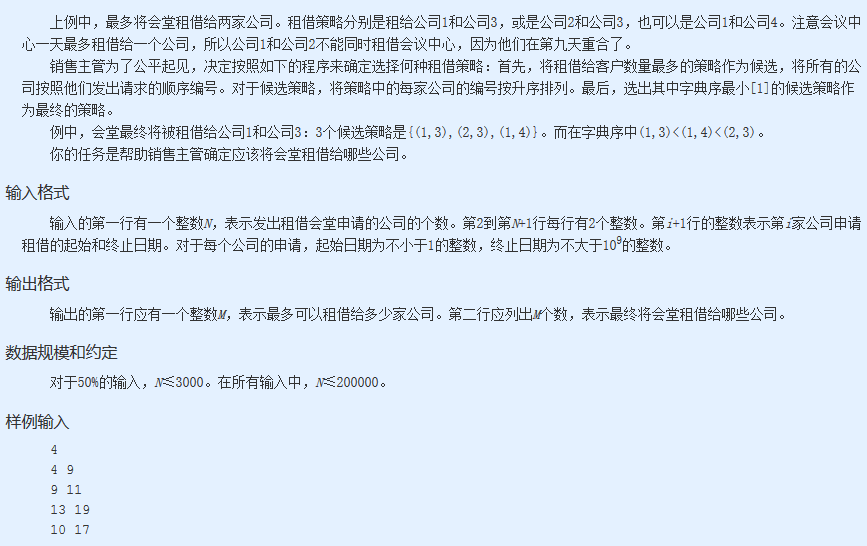 上例中，最多将会堂租借给两家公司。租借策略分别是租给公司1和公司3，或是公司2和公司3，也可以是公司1和公司4。注意会议中
心一天最多租借给一个公司，所以公司1和公司2不能同时租借会议中心，因为他们在第九天重合了。
销售主管为了公平起见，决定按照如下的程序来确定选择何种租借策略：首先，将租借给客户数量最多的策略作为候选，将所有的公
司按照他们发出请求的顺序编号。对于候选策略，将策略中的每家公司的编号按升序排列。最后，选出其中字典序最小[1]的候选策略作
为最终的策略。
例中，会堂最终将被租借给公司1和公司3：3个候选策略是{(1,3),(2,3),(1,4)}。而在字典序中(1,3)<(1,4)<(2,3)。
你的任务是帮助销售主管确定应该将会堂租借给哪些公司。
输入格式
输入的第一行有一个整数N，表示发出租借会堂申请的公司的个数。第2到第N+1行每行有2个整数。第i+1行的整数表示第i家公司申请
租借的起始和终止日期。对于每个公司的申请，起始日期为不小于1的整数，终止日期为不大于10⁹的整数。
输出格式
输出的第一行应有一个整数M，表示最多可以租借给多少家公司。第二行应列出M个数，表示最终将会堂租借给哪些公司。
数据规模和约定
对于50%的输入，N≤3000。在所有输入中，N≤200000。
样例输入
4
4 9
9 11
13 19
10 17